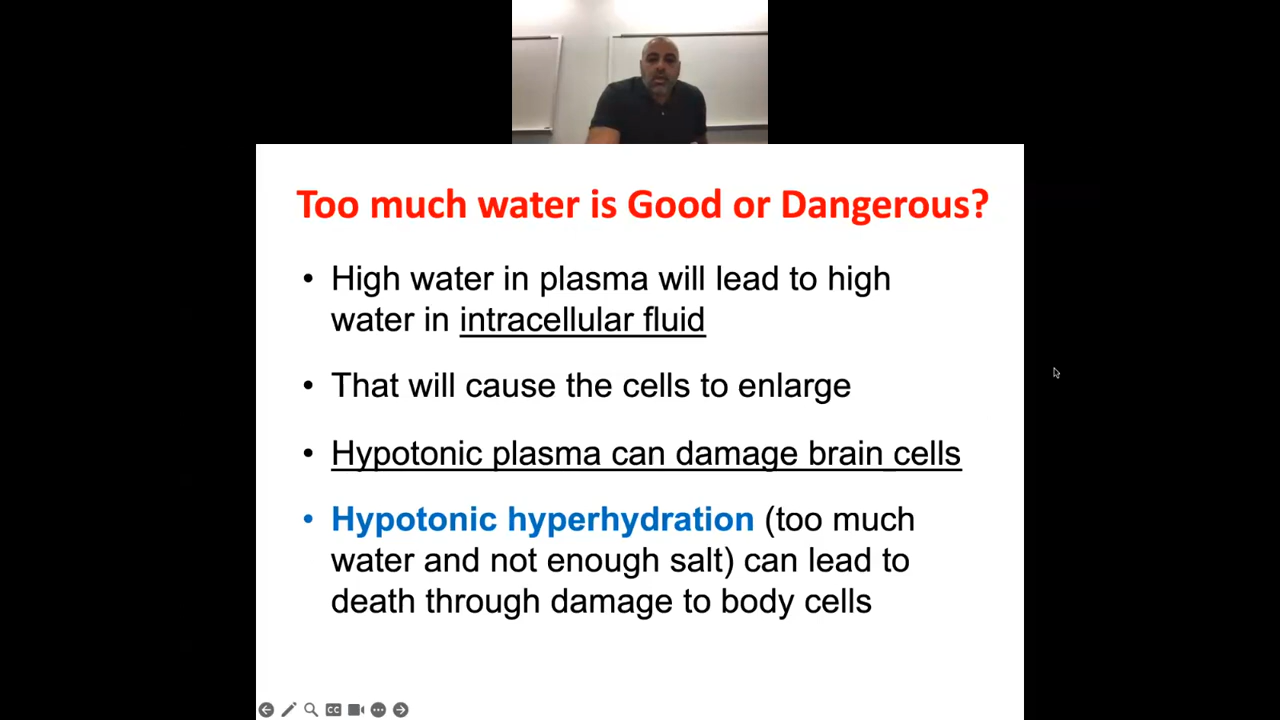 Too much water is Good or Dangerous?
• High water in plasma will lead to high
water in intracellular fluid
• That will cause the cells to enlarge
• Hypotonic plasma can damage brain cells
• Hypotonic hyperhydration (too much
water and not enough salt) can lead to
death through damage to body cells
CC